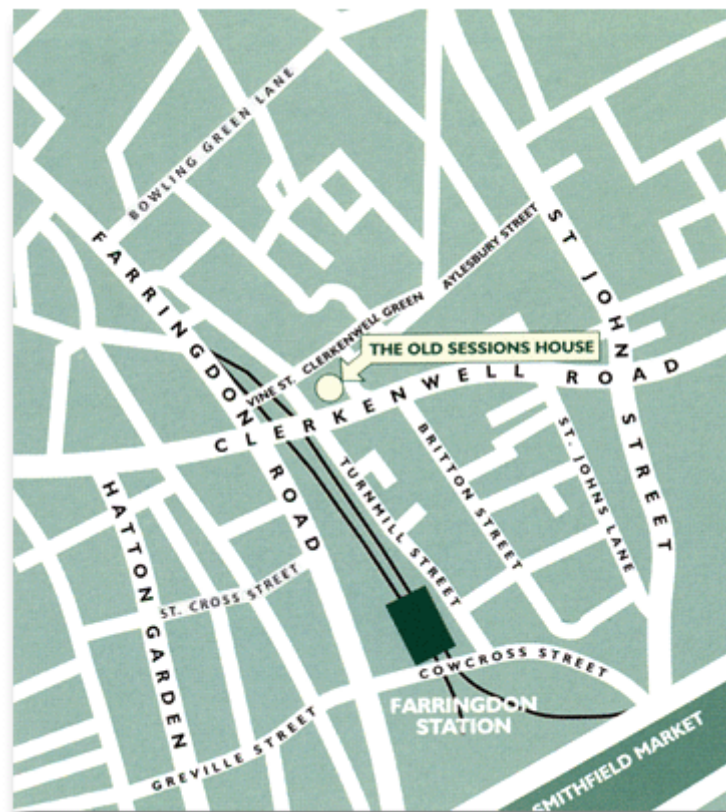 BOWLING GREEN LANE
FARRINGDON ROAD
AYLESBURY STREET
ST JOHN STREET
VINE ST.
CLERKENWELL GREEN
THE OLD SESSIONS HOUSE
CLERKENWELL ROAD
HATTON GARDEN
TURNMILL STREET
BRITTON STREET
ST. JOHNS LANE
ST. CROSS STREET
COWCROSS STREET
FARRINGDON
STATION
GREVILLE STREET
SMITHFIELD MARKET